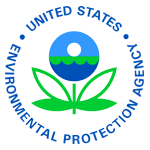 UNITED STATES
ENVIRONMENTAL PROTECTION AGENCY